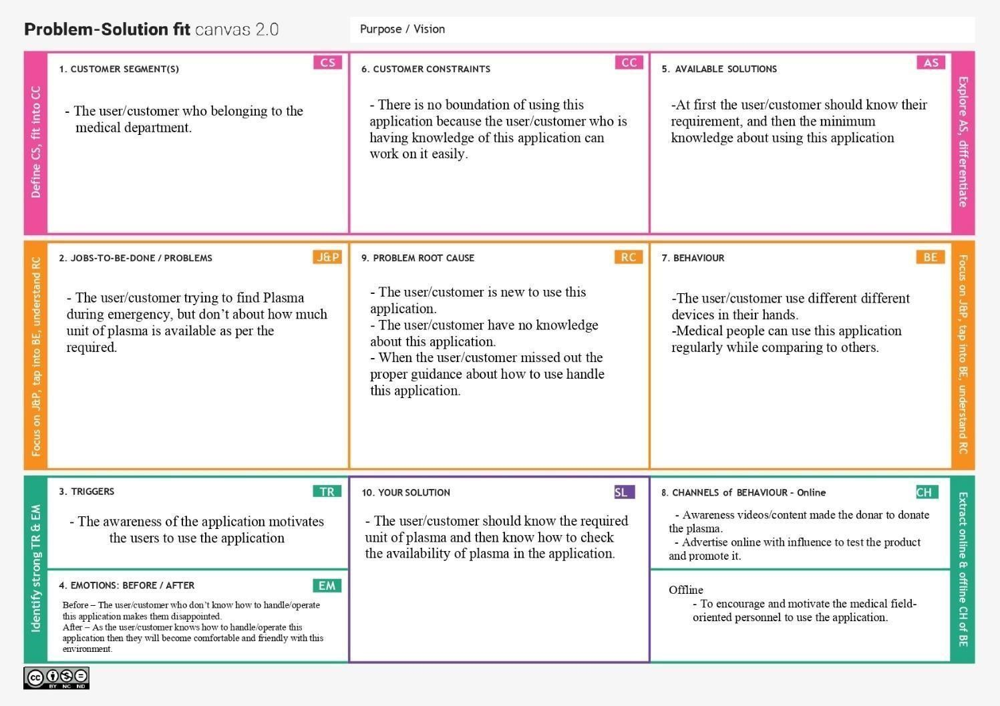 Problem-Solution fit canvas 2.0
Purpose / Vision
Define CS, fit into CC
1. CUSTOMER SEGMENT(S)
CS
- The user/customer who belonging to the
medical department.
6. CUSTOMER CONSTRAINTS
CC
- There is no boundation of using this
application because the user/customer who is
having knowledge of this application can
work on it easily.
5. AVAILABLE SOLUTIONS
AS
-At first the user/customer should know their
requirement, and then the minimum
knowledge about using this application
Explore AS, differentiate
Focus on J&P, tap into BE, understand RC
2. JOBS-TO-BE-DONE / PROBLEMS
J&P
- The user/customer trying to find Plasma
during emergency, but don’t about how much
unit of plasma is available as per the
required.
9. PROBLEM ROOT CAUSE
RC
- The user/customer is new to use this
application.
- The user/customer have no knowledge
about this application.
- When the user/customer missed out the
proper guidance about how to use handle
this application.
7. BEHAVIOUR
BE
-The user/customer use different different
devices in their hands.
-Medical people can use this application
regularly while comparing to others.
Focus on J&P, tap into BE, understand RC
Identify strong TR & EM
3. TRIGGERS
TR
- The awareness of the application motivates
the users to use the application
4. EMOTIONS: BEFORE / AFTER
EM
Before – The user/customer who don’t know how to handle/operate
this application makes them disappointed.
After – As the user/customer knows how to handle/operate this
application then they will become comfortable and friendly with this
environment.
10. YOUR SOLUTION
SL
- The user/customer should know the required
unit of plasma and then know how to check
the availability of plasma in the application.
8. CHANNELS of BEHAVIOUR - Online
CH
- Awareness videos/content made the donar to donate
the plasma.
- Advertise online with influence to test the product
and promote it.
Offline
- To encourage and motivate the medical field-
oriented personnel to use the application.
Extract online & offline CH of BE
cc
BY NC ND